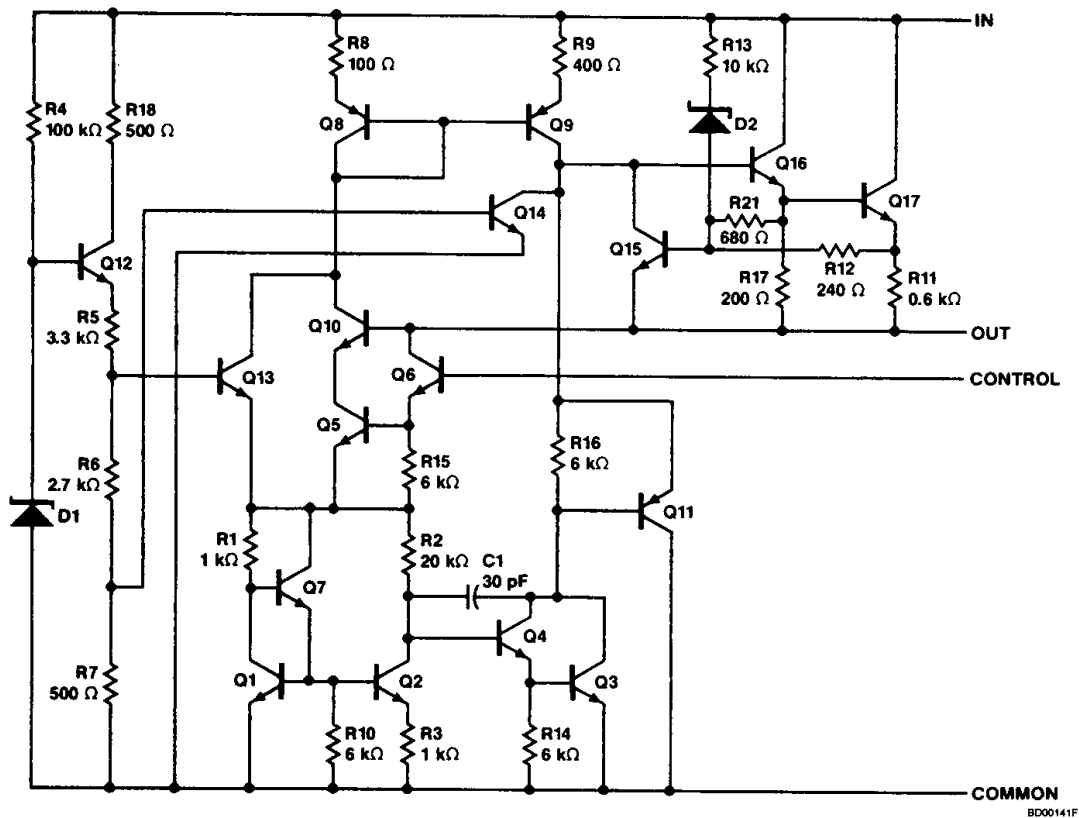 IN
R8
100 Ω
R9
400 Ω
R13
10 kΩ
R4
100 kΩ
R18
500 Ω
Q8
Q9
D2
Q16
Q14
R21
680 Ω
Q17
Q12
Q15
R17
200 Ω
R12
240 Ω
R11
0.6 kΩ
R5
3.3 kΩ
Q10
OUT
Q13
Q6
CONTROL
Q5
R16
6 kΩ
R6
2.7 kΩ
R15
6 kΩ
D1
Q11
R1
1 kΩ
R2
20 kΩ
C1
30 pF
Q7
Q4
R7
500 Ω
Q1
Q2
Q3
R10
6 kΩ
R3
1 kΩ
R14
6 kΩ
COMMON
BD00141F